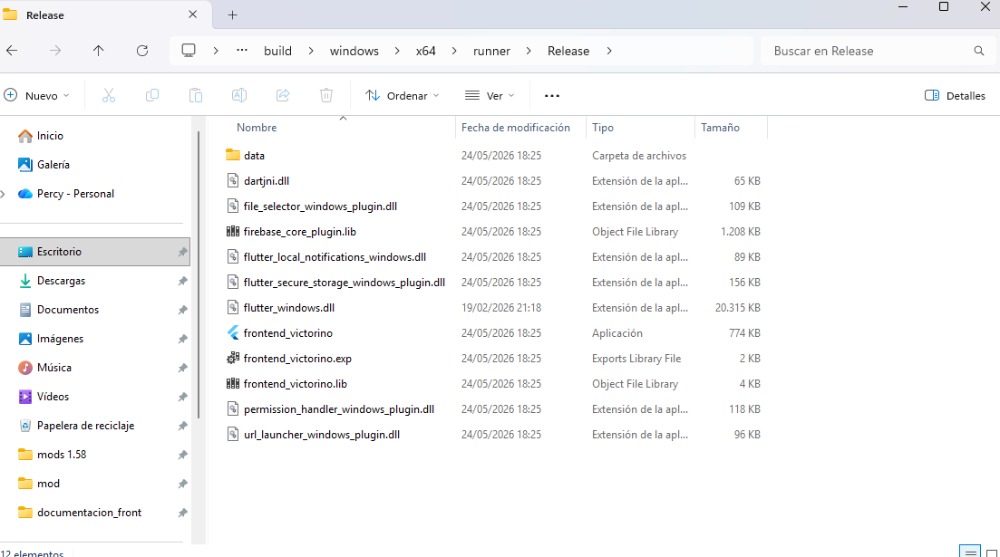 Release
build
windows
x64
runner
Release
Buscar en Release
Nuevo
Ordenar
Ver
Detalles
Inicio
Galería
Percy - Personal
Escritorio
Descargas
Documentos
Imágenes
Música
Vídeos
Papelera de reciclaje
mods 1.58
mod
documentacion_front
Nombre Fecha de modificación Tipo Tamaño
data 24/05/2026 18:25 Carpeta de archivos
dartjni.dll 24/05/2026 18:25 Extensión de la apl... 65 KB
file_selector_windows_plugin.dll 24/05/2026 18:25 Extensión de la apl... 109 KB
firebase_core_plugin.lib 24/05/2026 18:25 Object File Library 1.208 KB
flutter_local_notifications_windows.dll 24/05/2026 18:25 Extensión de la apl... 89 KB
flutter_secure_storage_windows_plugin.dll 24/05/2026 18:25 Extensión de la apl... 156 KB
flutter_windows.dll 19/02/2026 21:18 Extensión de la apl... 20.315 KB
frontend_victorino 24/05/2026 18:25 Aplicación 774 KB
frontend_victorino.exp 24/05/2026 18:25 Exports Library File 2 KB
frontend_victorino.lib 24/05/2026 18:25 Object File Library 4 KB
permission_handler_windows_plugin.dll 24/05/2026 18:25 Extensión de la apl... 118 KB
url_launcher_windows_plugin.dll 24/05/2026 18:25 Extensión de la apl... 96 KB
12 elementos